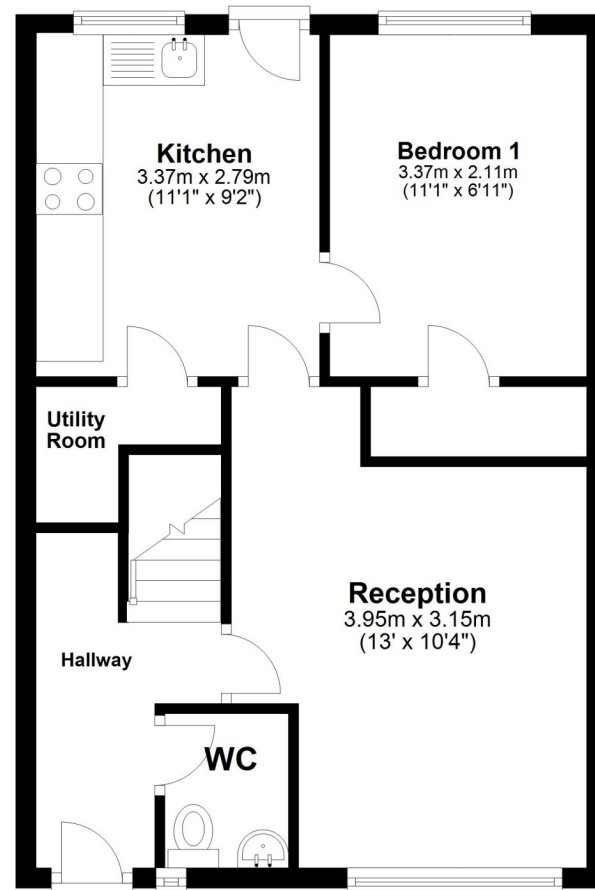 Kitchen
3.37m x 2.79m
(11'1" x 9'2")
Bedroom 1
3.37m x 2.11m
(11'1" x 6'11")
Utility
Room
Reception
3.95m x 3.15m
(13' x 10'4")
Hallway
WC